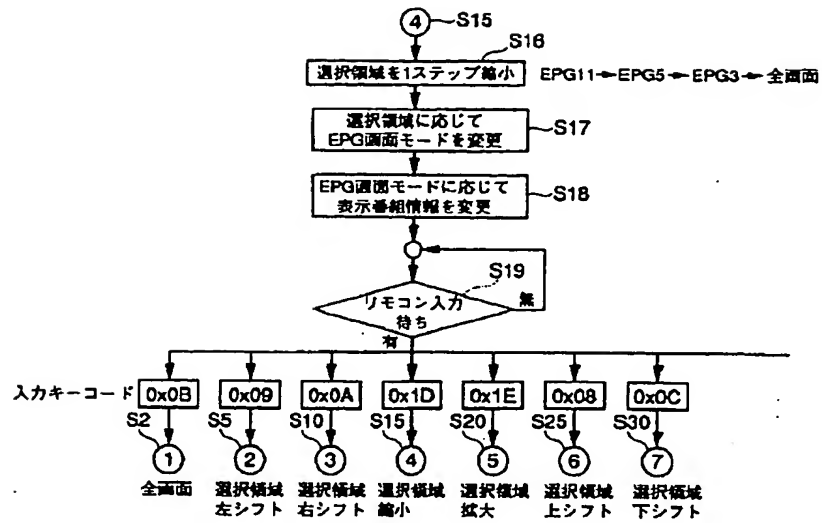 4
S15
S16
選択領域を1ステップ縮小
EPG11→EPG5→EPG3→全画面
選択領域に応じて
EPG画面モードを変更
S17
EPG画面モードに応じて
表示番組情報を変更
S18
S19
リモコン入力
待ち
無
有
入力キーコード
0x0B 0x09 0x0A 0x1D 0x1E 0x08 0x0C
S2 S5 S10 S15 S20 S25 S30
1 2 3 4 5 6 7
全画面 選択領域 選択領域 選択領域 選択領域 選択領域 選択領域
左シフト 右シフト 縮小 拡大 上シフト 下シフト